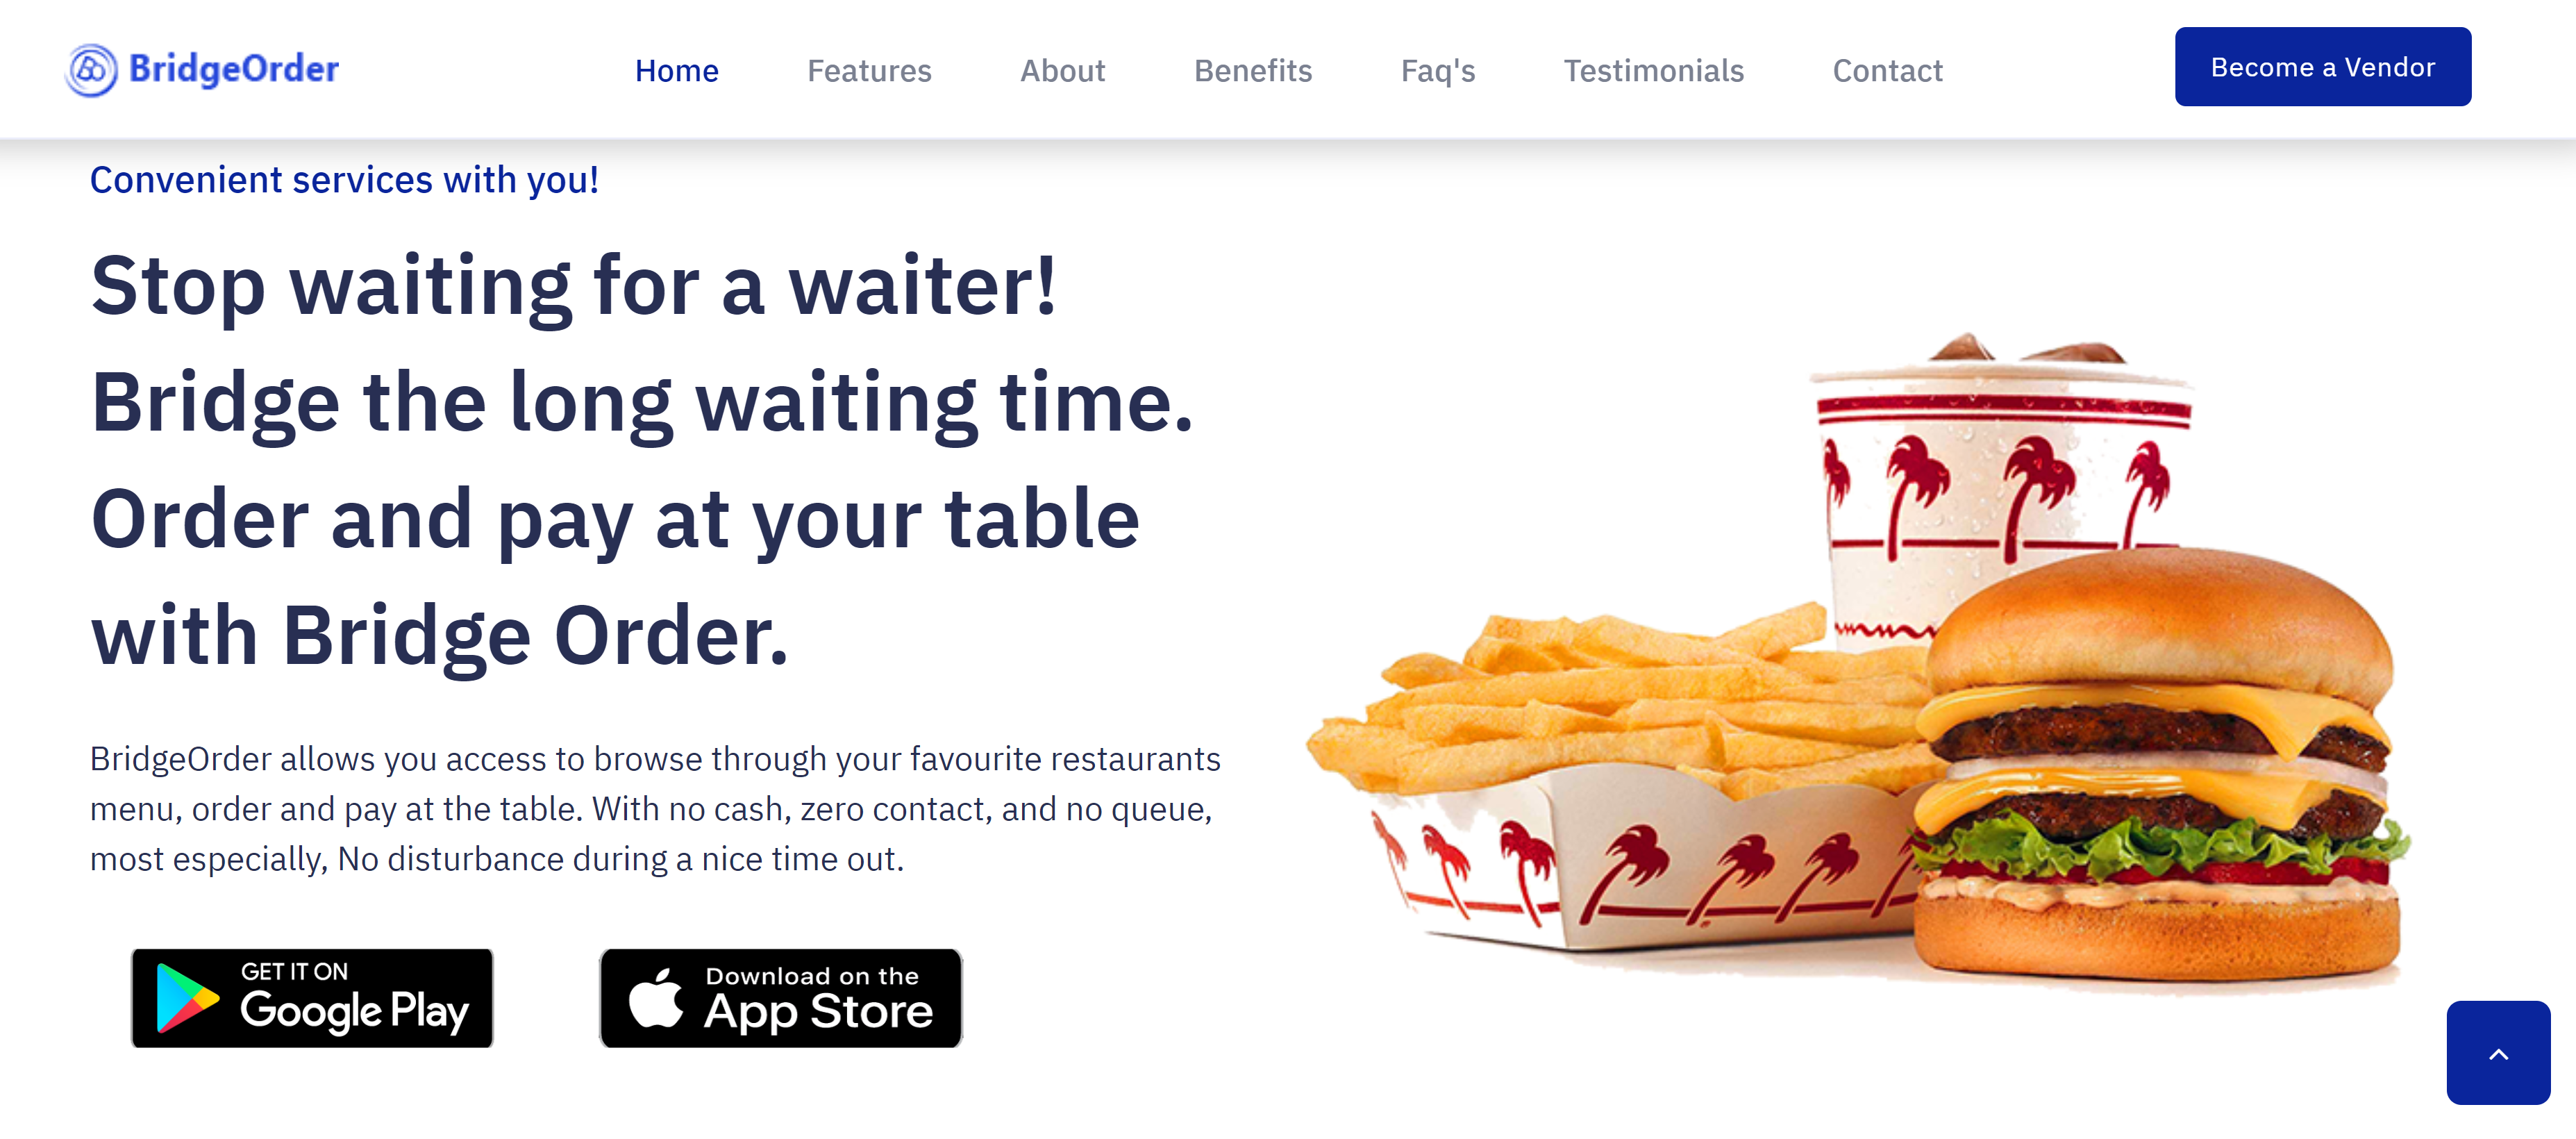 BridgeOrder
Home
Features
About
Benefits
Faq's
Testimonials
Contact
Become a Vendor
Convenient services with you!
Stop waiting for a waiter!
Bridge the long waiting time.
Order and pay at your table
with Bridge Order.
BridgeOrder allows you access to browse through your favourite restaurants
menu, order and pay at the table. With no cash, zero contact, and no queue,
most especially, No disturbance during a nice time out.
GET IT ON
Google Play
Download on the
App Store